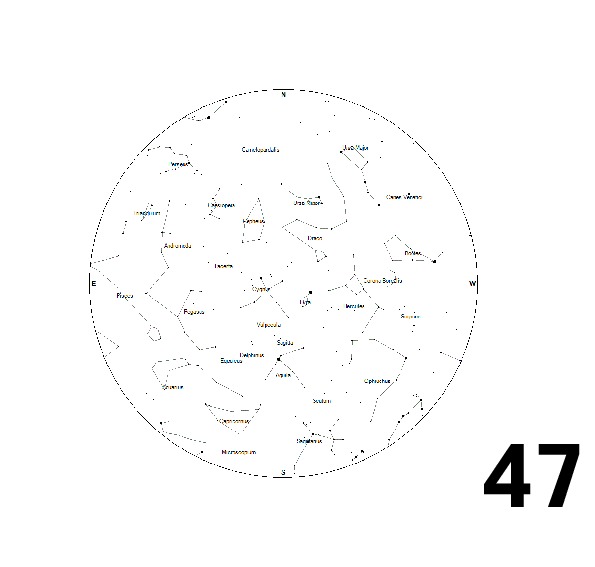 N
Camelopardalis
Ursa Major
Perseus
Canes Venatici
Cassiopeia
Ursa Minor
Triangulum
Cepheus
Draco
Andromeda
Bootes
Lacerta
E
Corona Borealis
W
Cygnus
Pisces
Lyra
Hercules
Pegasus
Serpens
Vulpecula
Sagitta
Delphinus
Equuleus
Aquila
Ophiuchus
Aquarius
Scutum
Capricornus
Sagittarius
Microscopium
S
47